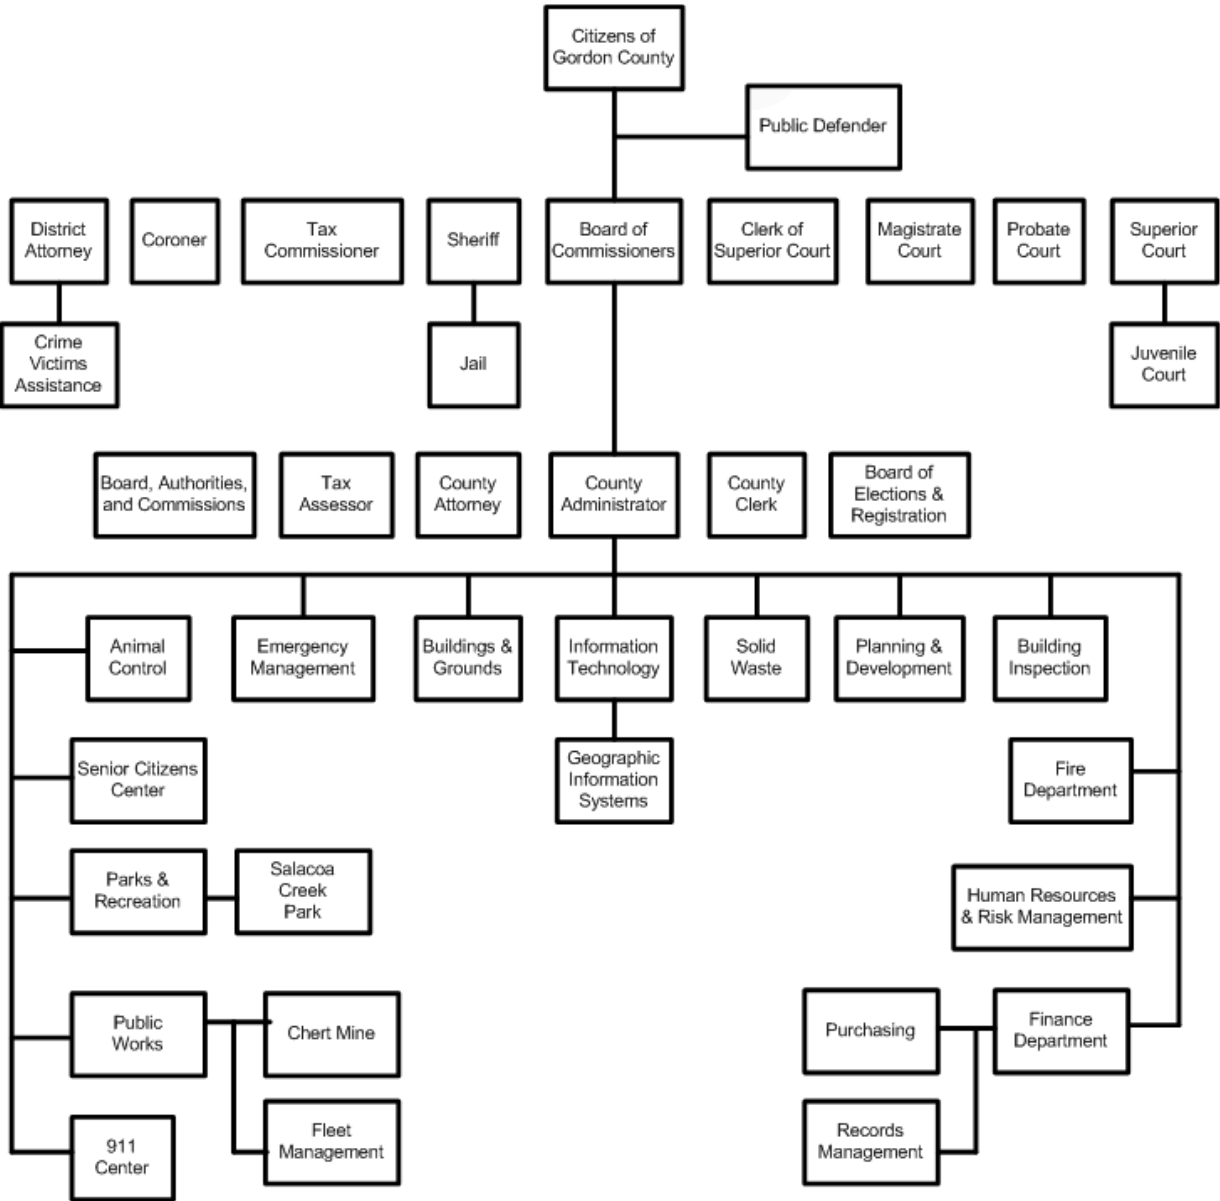 Citizens of
Gordon County
Public Defender
District
Attorney
Coroner
Tax
Commissioner
Sheriff
Board of
Commissioners
Clerk of
Superior Court
Magistrate
Court
Probate
Court
Superior
Court
Crime
Victims
Assistance
Jail
Juvenile
Court
Board, Authorities,
and Commissions
Tax
Assessor
County
Attorney
County
Administrator
County
Clerk
Board of
Elections &
Registration
Animal
Control
Emergency
Management
Buildings &
Grounds
Information
Technology
Solid
Waste
Planning &
Development
Building
Inspection
Senior Citizens
Center
Geographic
Information
Systems
Fire
Department
Parks &
Recreation
Salacoa
Creek
Park
Human Resources
& Risk Management
Public
Works
Chert Mine
Purchasing
Finance
Department
911
Center
Fleet
Management
Records
Management